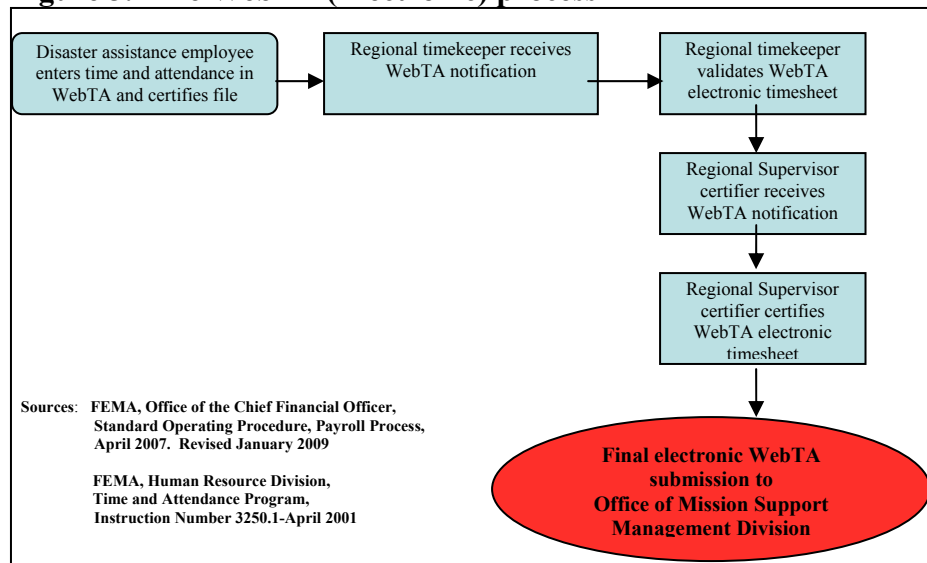 (Electronic) process
Disaster assistance employee
enters time and attendance in
WebTA and certifies file
Regional timekeeper receives
WebTA notification
Regional timekeeper
validates WebTA
electronic timesheet
Regional Supervisor
certifier receives
WebTA notification
Regional Supervisor
certifier certifies
WebTA electronic
timesheet
Final electronic WebTA
submission to
Office of Mission Support
Management Division
Sources: FEMA, Office of the Chief Financial Officer,
Standard Operating Procedure, Payroll Process,
April 2007. Revised January 2009
FEMA, Human Resource Division,
Time and Attendance Program,
Instruction Number 3250.1-April 2001